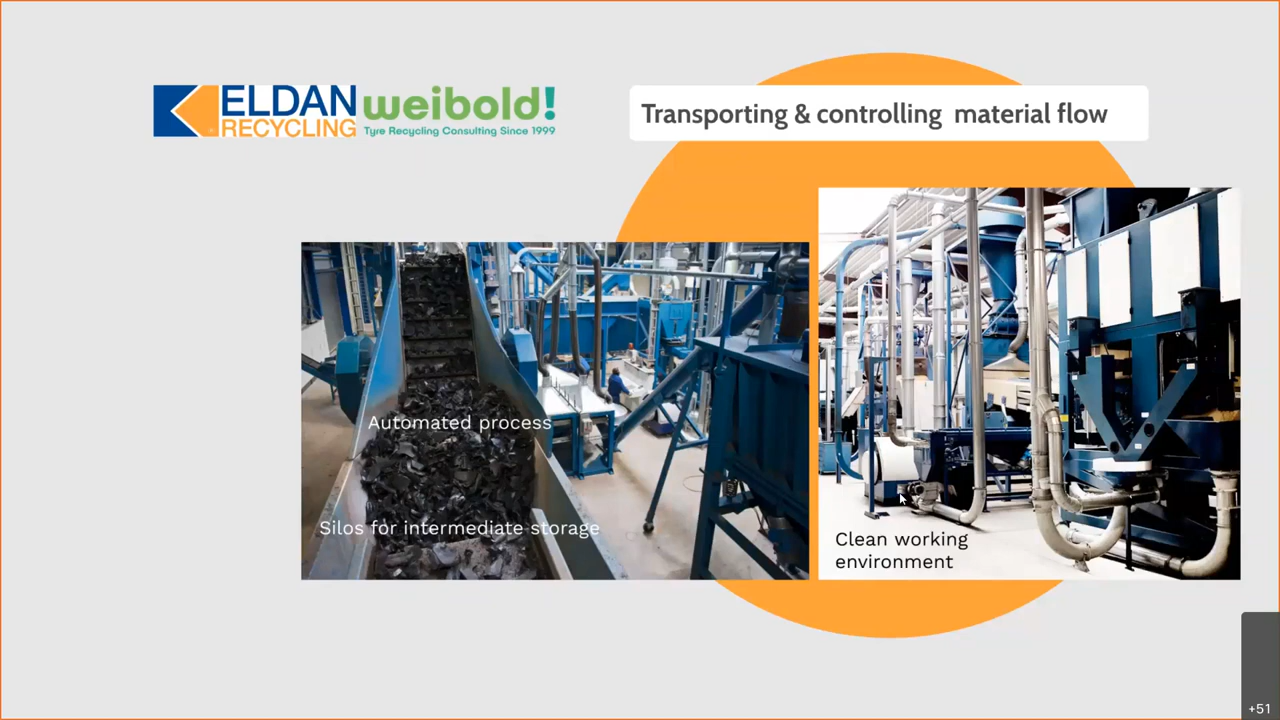 ELDAN
RECYCLING
weibold!
Tyre Recycling Consulting Since 1999
Transporting & controlling  material flow
Automated process
Silos for intermediate storage
Clean working
environment
+51